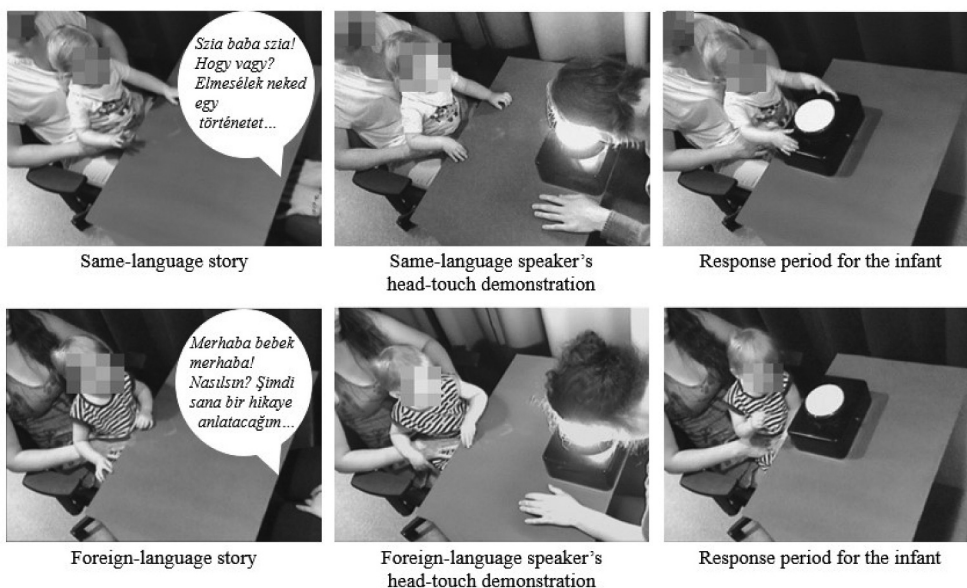 Szia baba szia!
Hogy vagy?
Elmesélek neked
egy
történetet...
Same-language story
Same-language speaker's
head-touch demonstration
Response period for the infant
Merhaba bebek
merhaba!
Nasılsın? Şimdi
sana bir hikaye
anlatacağım...
Foreign-language story
Foreign-language speaker's
head-touch demonstration
Response period for the infant